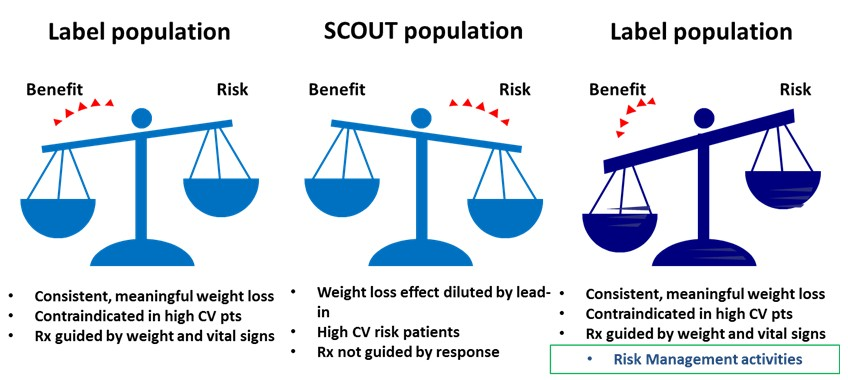 Label population
Benefit
Risk
• Consistent, meaningful weight loss
• Contraindicated in high CV pts
• Rx guided by weight and vital signs
SCOUT population
Benefit
Risk
• Weight loss effect diluted by lead-
in
• High CV risk patients
• Rx not guided by response
Label population
Benefit
Risk
• Consistent, meaningful weight loss
• Contraindicated in high CV pts
• Rx guided by weight and vital signs
• Risk Management activities